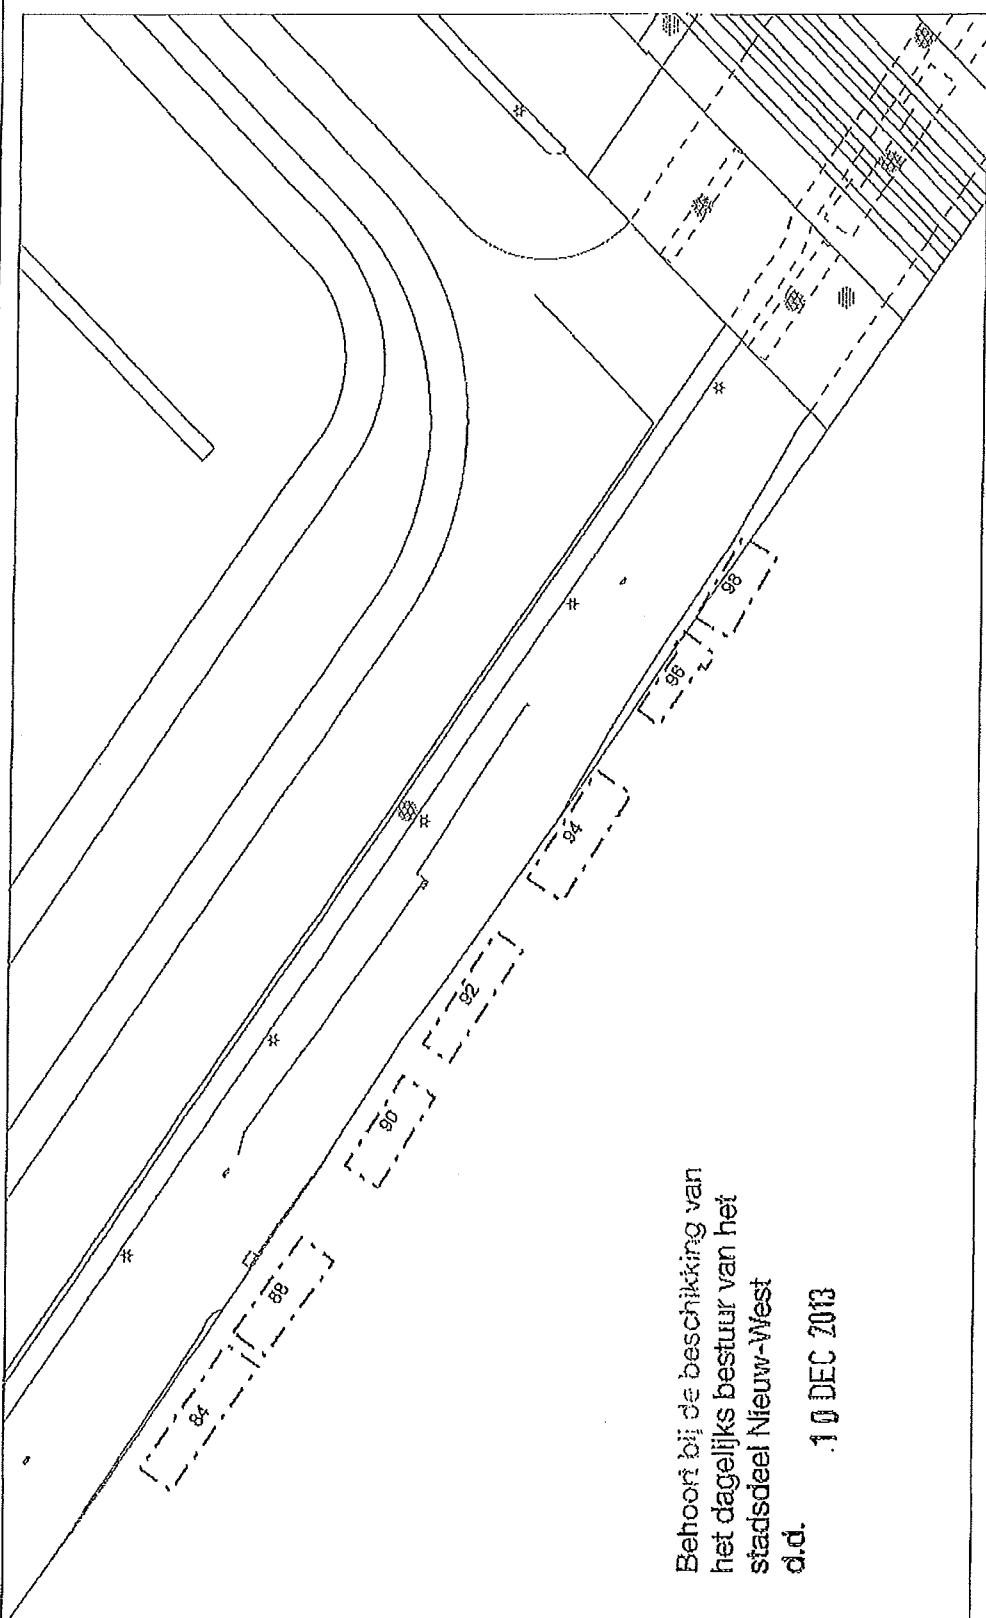 84
88
90
92
94
96
98
Behoort bij de beschikking van
het dagelijks bestuur van het
stadsdeel Nieuw-West
d.d.
10 DEC 2013